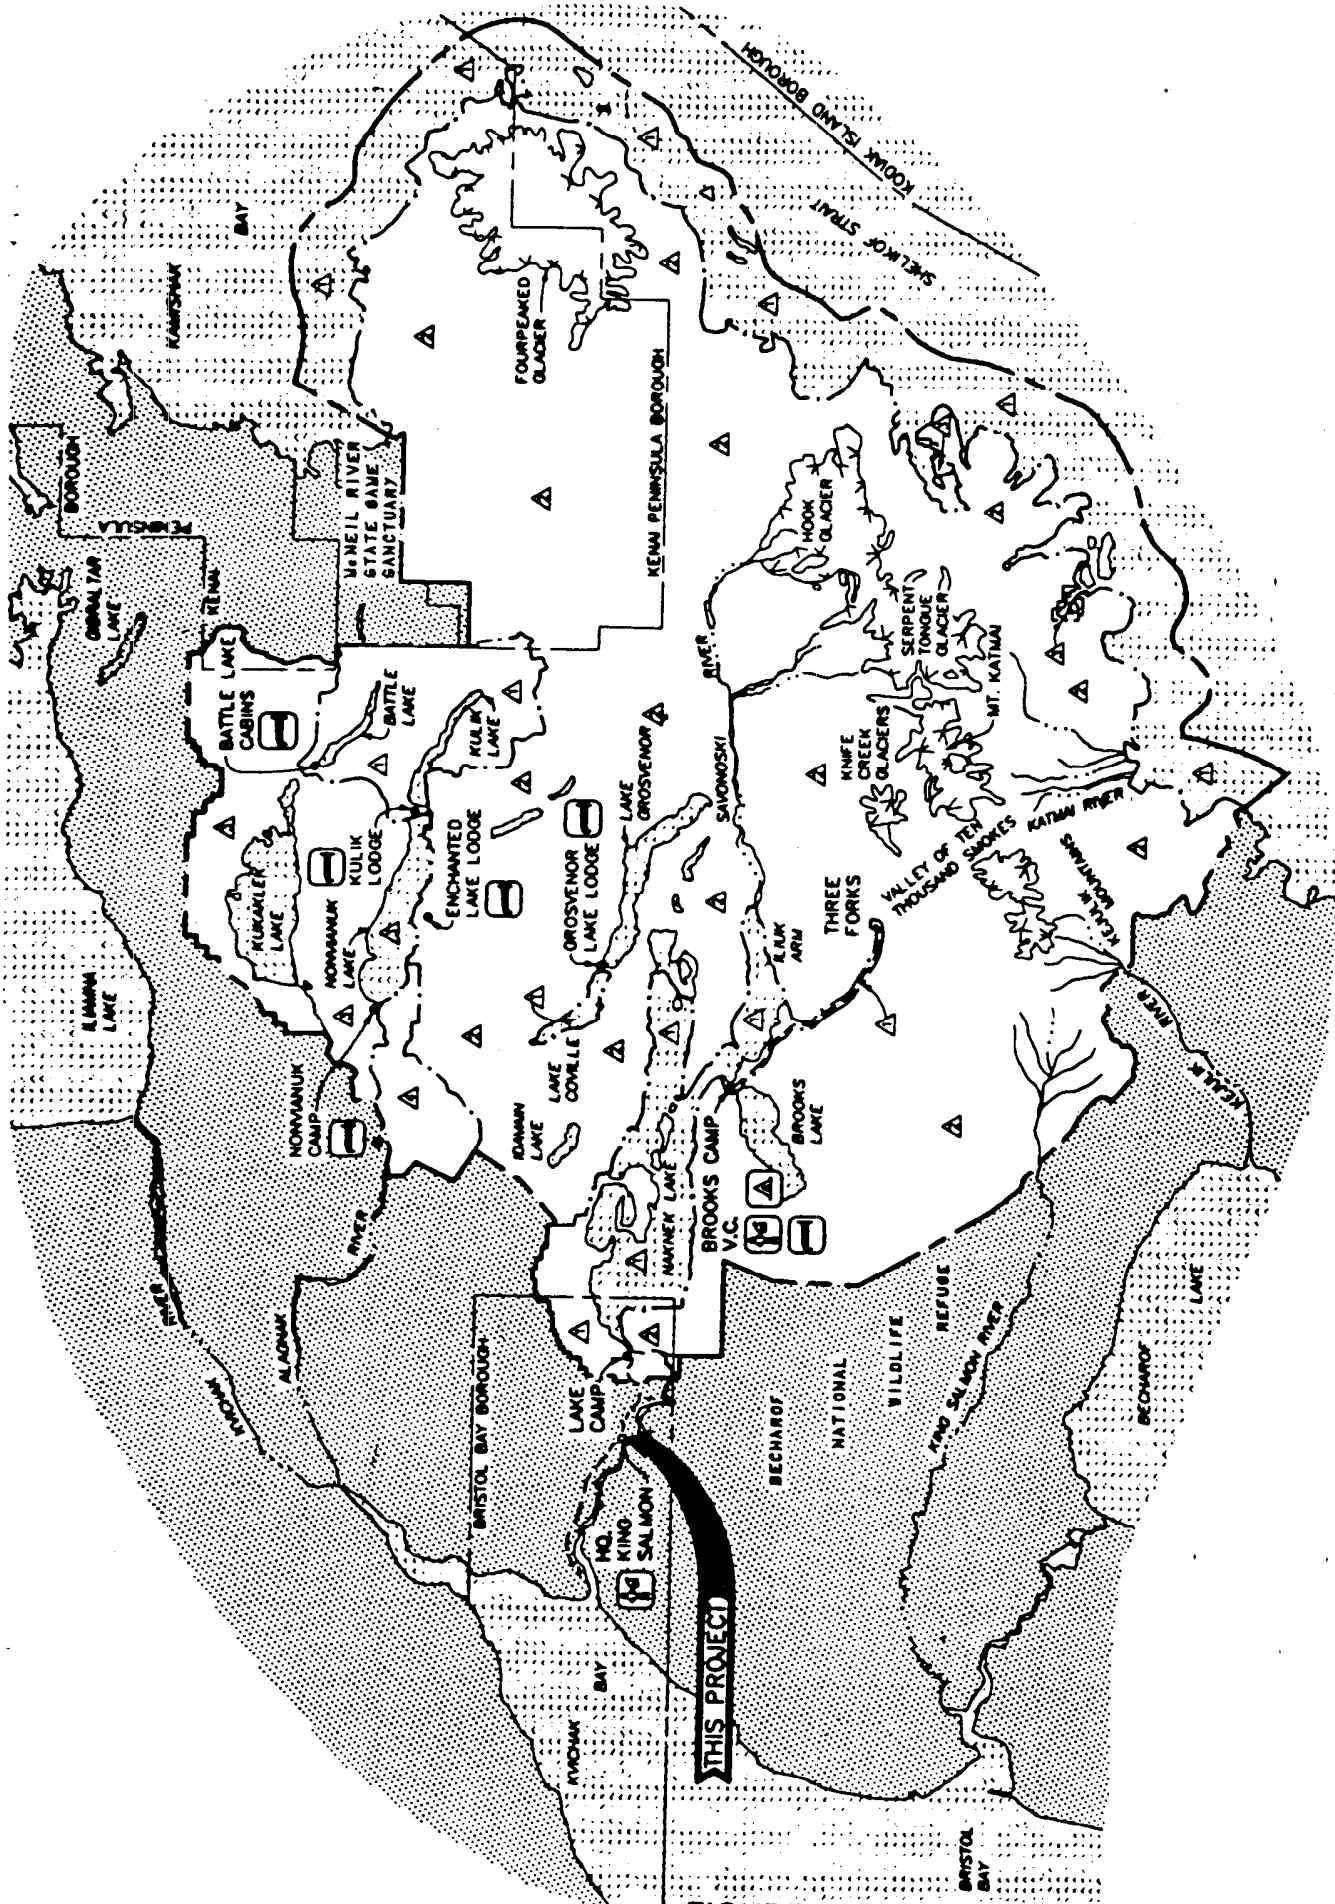 ILIAMNA
LAKE
GIBRALTAR
LAKE
BOROUGH
PENINSULA
KENAI
KAMISHAK
BAY
McNEIL RIVER
STATE GAME
SANCTUARY
BATTLE LAKE
CABINS
BATTLE
LAKE
KUKAKLEK
LAKE
KULIK
LODGE
KULIK
LAKE
NONVIANUK
LAKE
NONVIANUK
CAMP
ENCHANTED
LAKE LODGE
GROSVENOR
LAKE LODGE
LAKE
GROSVENOR
LAKE
COVILLE
IDAVAIN
LAKE
FOURPEAKED
GLACIER
KENAI PENINSULA BOROUGH
KODIAK ISLAND BOROUGH
SHELIKOF STRAIT
HOOK
GLACIER
SERPENT
TONGUE
GLACIER
MT. KATMAI
KNIFE
CREEK
GLACIERS
SAVONOSKI
RIVER
VALLEY OF TEN
THOUSAND SMOKES
KATMAI RIVER
KEJULIK
MOUNTAINS
THREE
FORKS
ILIUK
ARM
NAKNEK LAKE
BROOKS CAMP
V.C.
BROOKS
LAKE
KEJULIK
RIVER
RIVER
KVICHAK
ALAGNAK
RIVER
BRISTOL BAY BOROUGH
LAKE
CAMP
HQ.
KING
SALMON
THIS PROJECT
KVICHAK
BAY
BRISTOL
BAY
BECHAROF
NATIONAL
WILDLIFE
REFUGE
KING SALMON RIVER
BECHAROF
LAKE